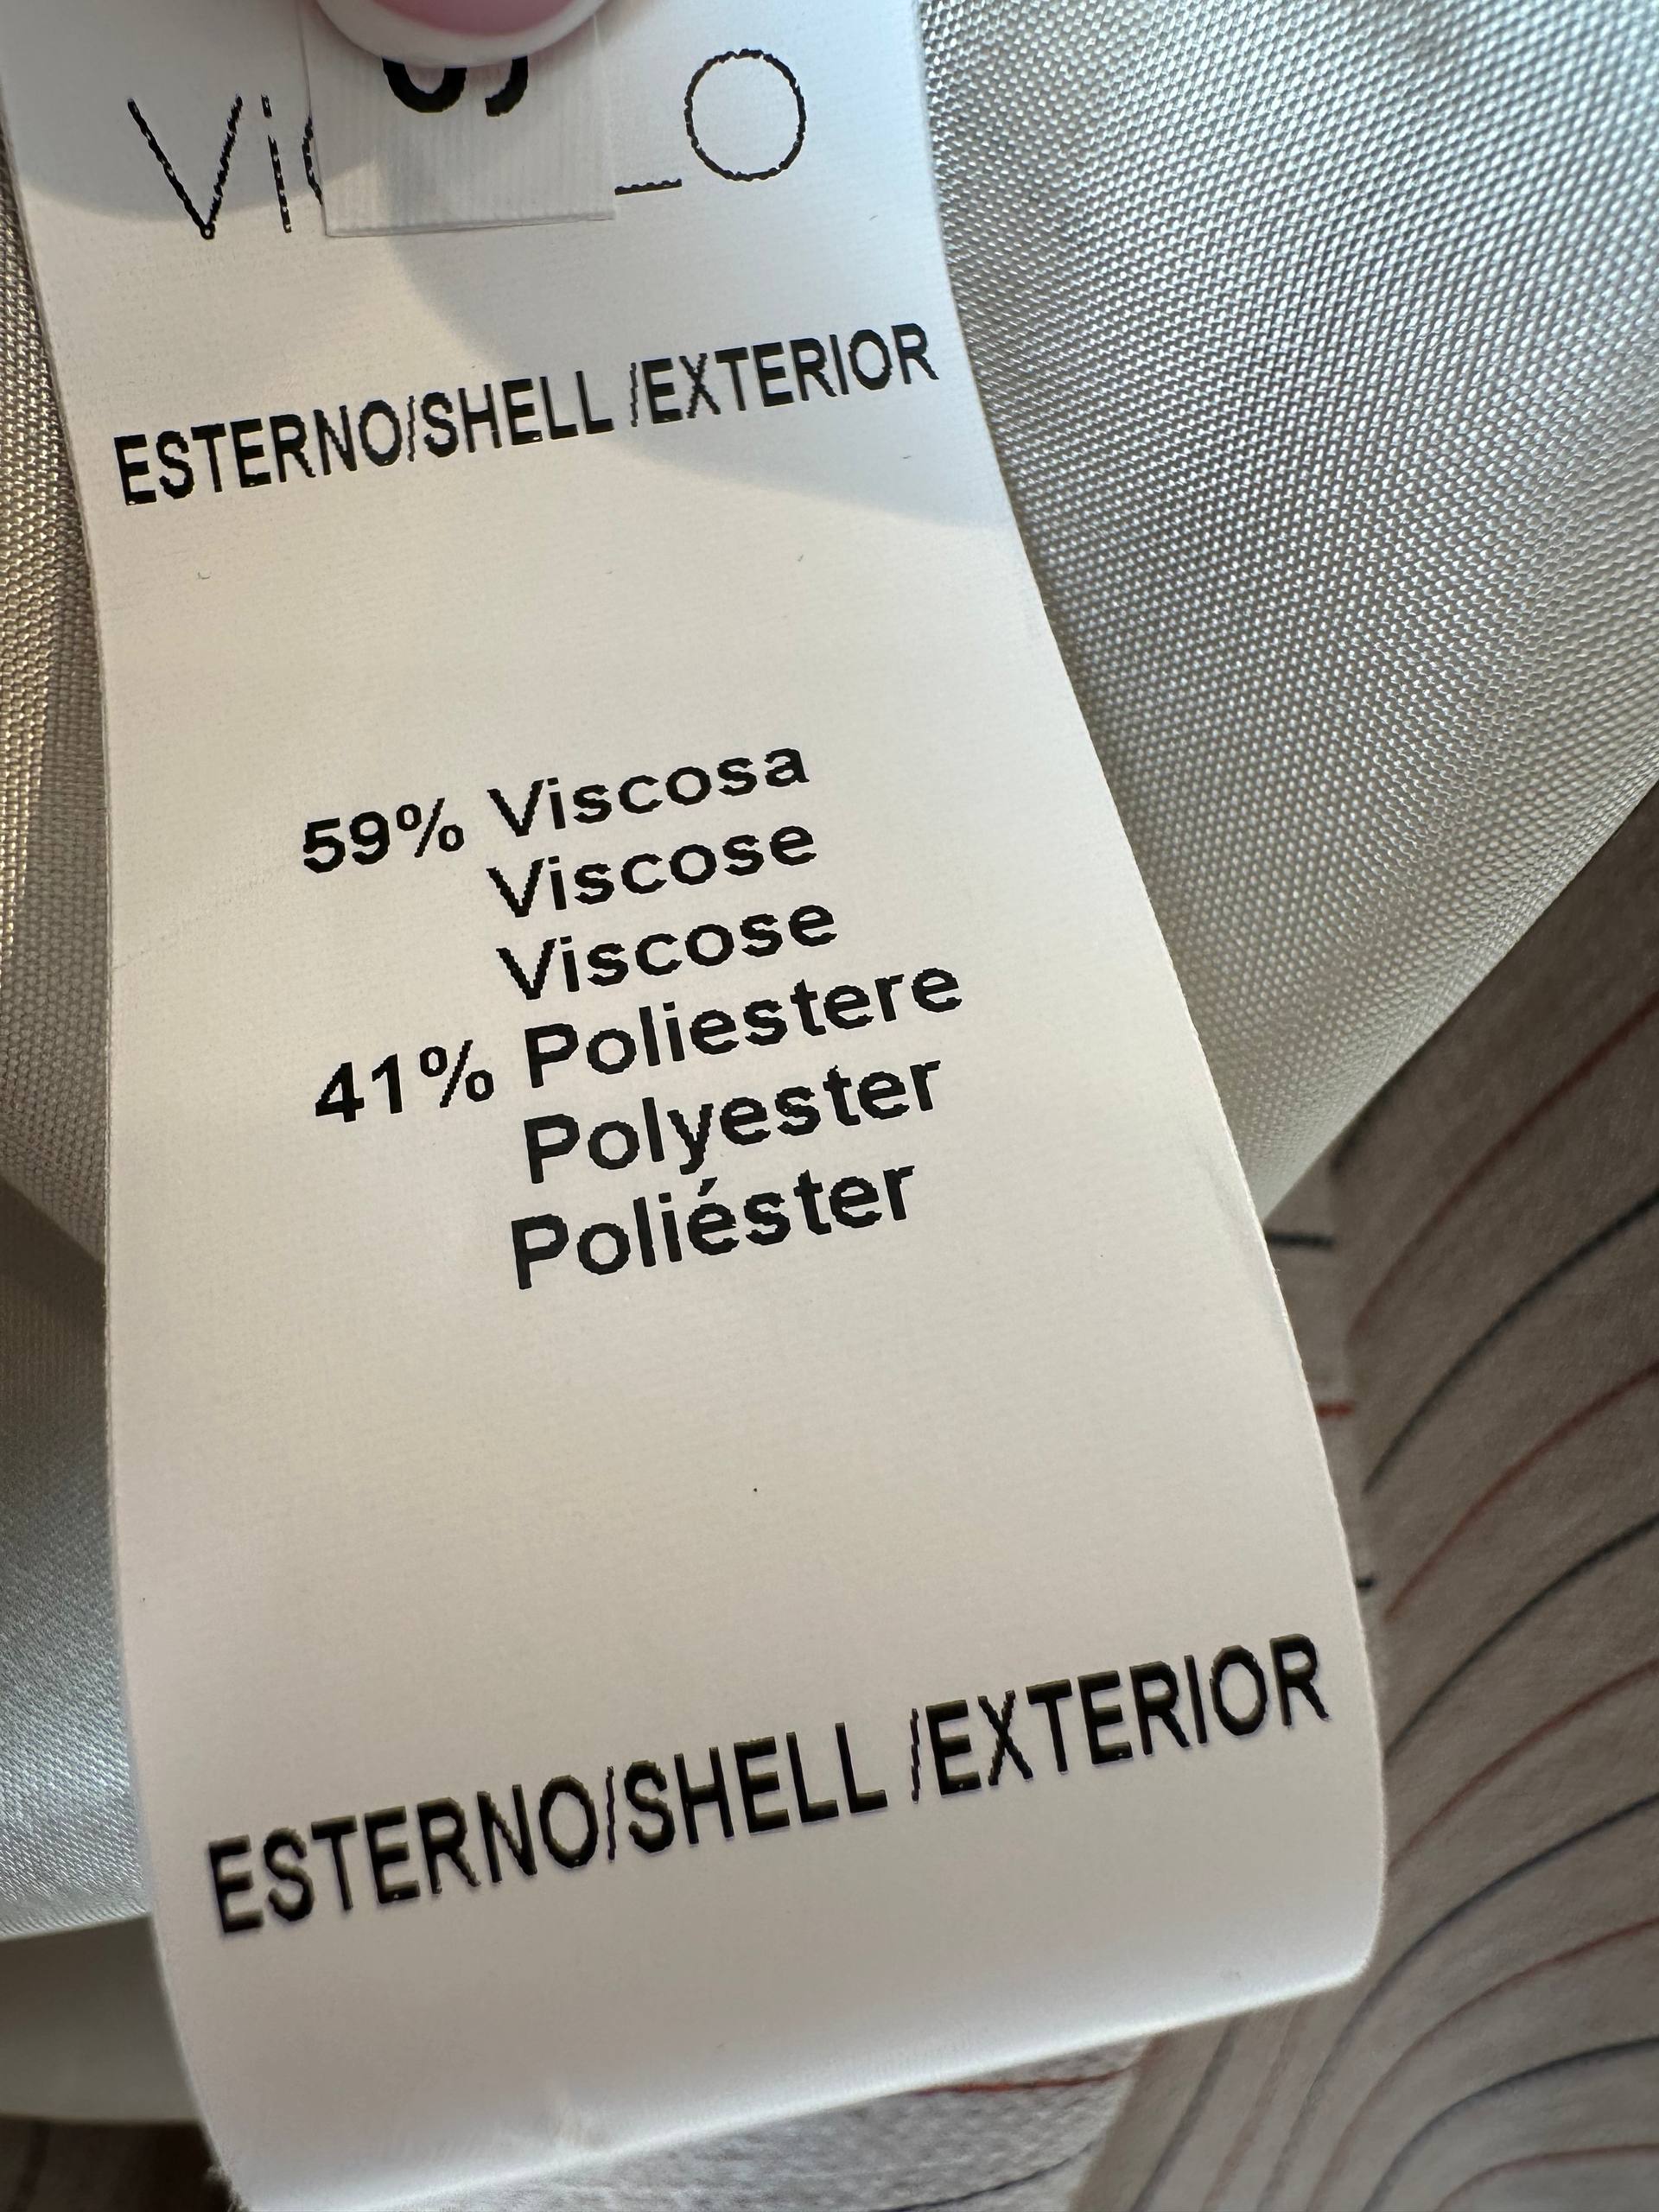 ESTERNO/SHELL /EXTERIOR
59% Viscosa
Viscose
Viscose
41% Poliestere
Polyester
Poliéster
ESTERNO/SHELL /EXTERIOR